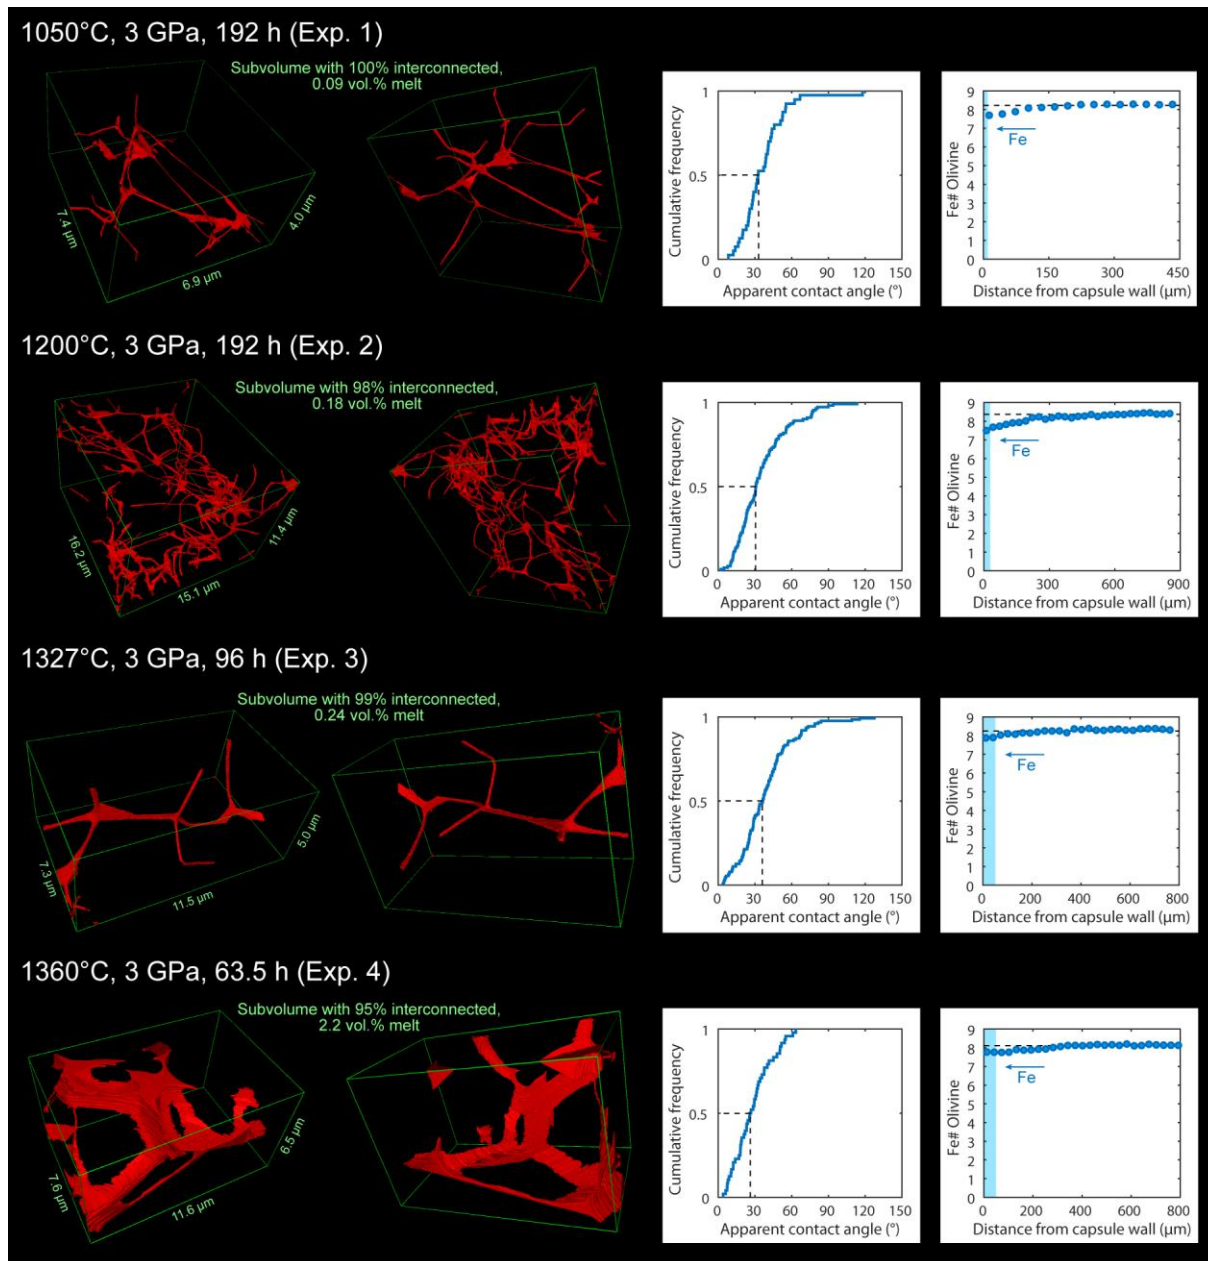 1050°C, 3 GPa, 192 h (Exp. 1)
Subvolume with 100% interconnected,
0.09 vol.% melt
7.4 µm
6.9 µm
4.0 µm
Cumulative frequency
1
0.5
0
0 30 60 90 120 150
Apparent contact angle (°)
Fe# Olivine
9
8
7
6
5
4
3
2
1
0
Fe
0 150 300 450
Distance from capsule wall (µm)
1200°C, 3 GPa, 192 h (Exp. 2)
Subvolume with 98% interconnected,
0.18 vol.% melt
16.2 µm
15.1 µm
11.4 µm
Cumulative frequency
1
0.5
0
0 30 60 90 120 150
Apparent contact angle (°)
Fe# Olivine
9
8
7
6
5
4
3
2
1
0
Fe
0 300 600 900
Distance from capsule wall (µm)
1327°C, 3 GPa, 96 h (Exp. 3)
Subvolume with 99% interconnected,
0.24 vol.% melt
7.3 µm
11.5 µm
5.0 µm
Cumulative frequency
1
0.5
0
0 30 60 90 120 150
Apparent contact angle (°)
Fe# Olivine
9
8
7
6
5
4
3
2
1
0
Fe
0 200 400 600 800
Distance from capsule wall (µm)
1360°C, 3 GPa, 63.5 h (Exp. 4)
Subvolume with 95% interconnected,
2.2 vol.% melt
7.6 µm
11.6 µm
6.5 µm
Cumulative frequency
1
0.5
0
0 30 60 90 120 150
Apparent contact angle (°)
Fe# Olivine
9
8
7
6
5
4
3
2
1
0
Fe
0 200 400 600 800
Distance from capsule wall (µm)